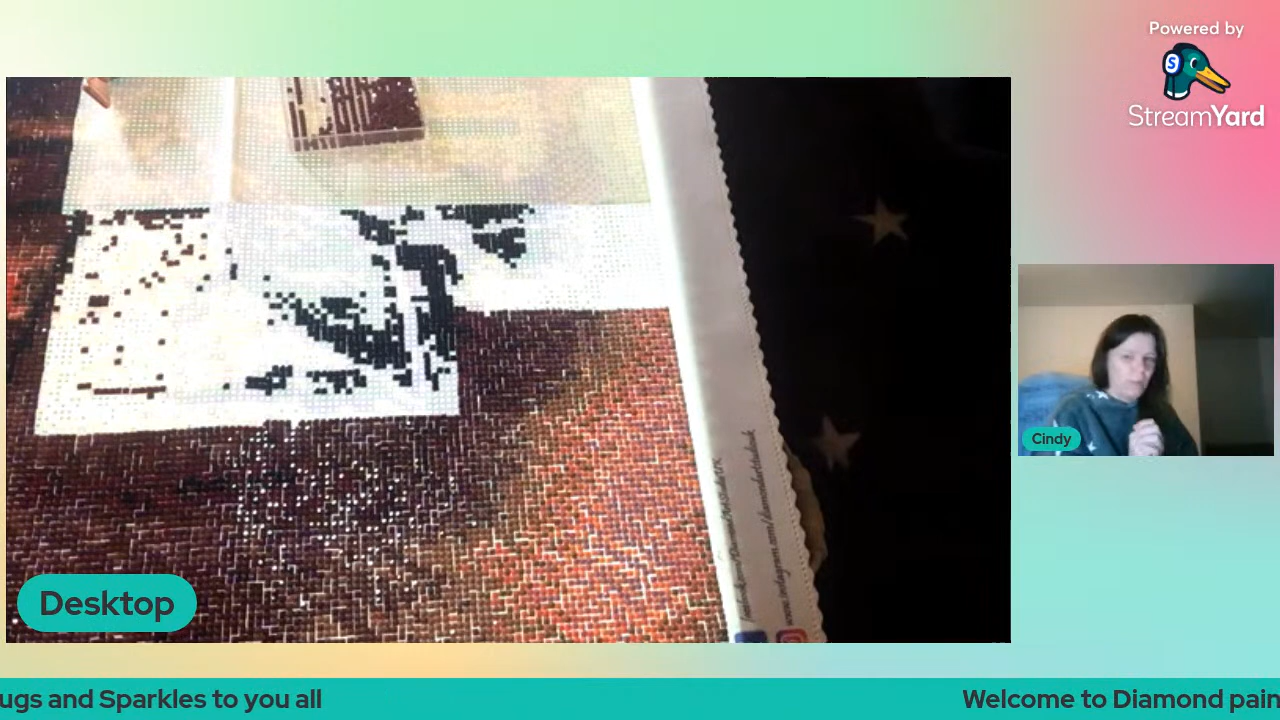 Powered by
StreamYard
Cindy
Desktop
ugs and Sparkles to you all
Welcome to Diamond pain